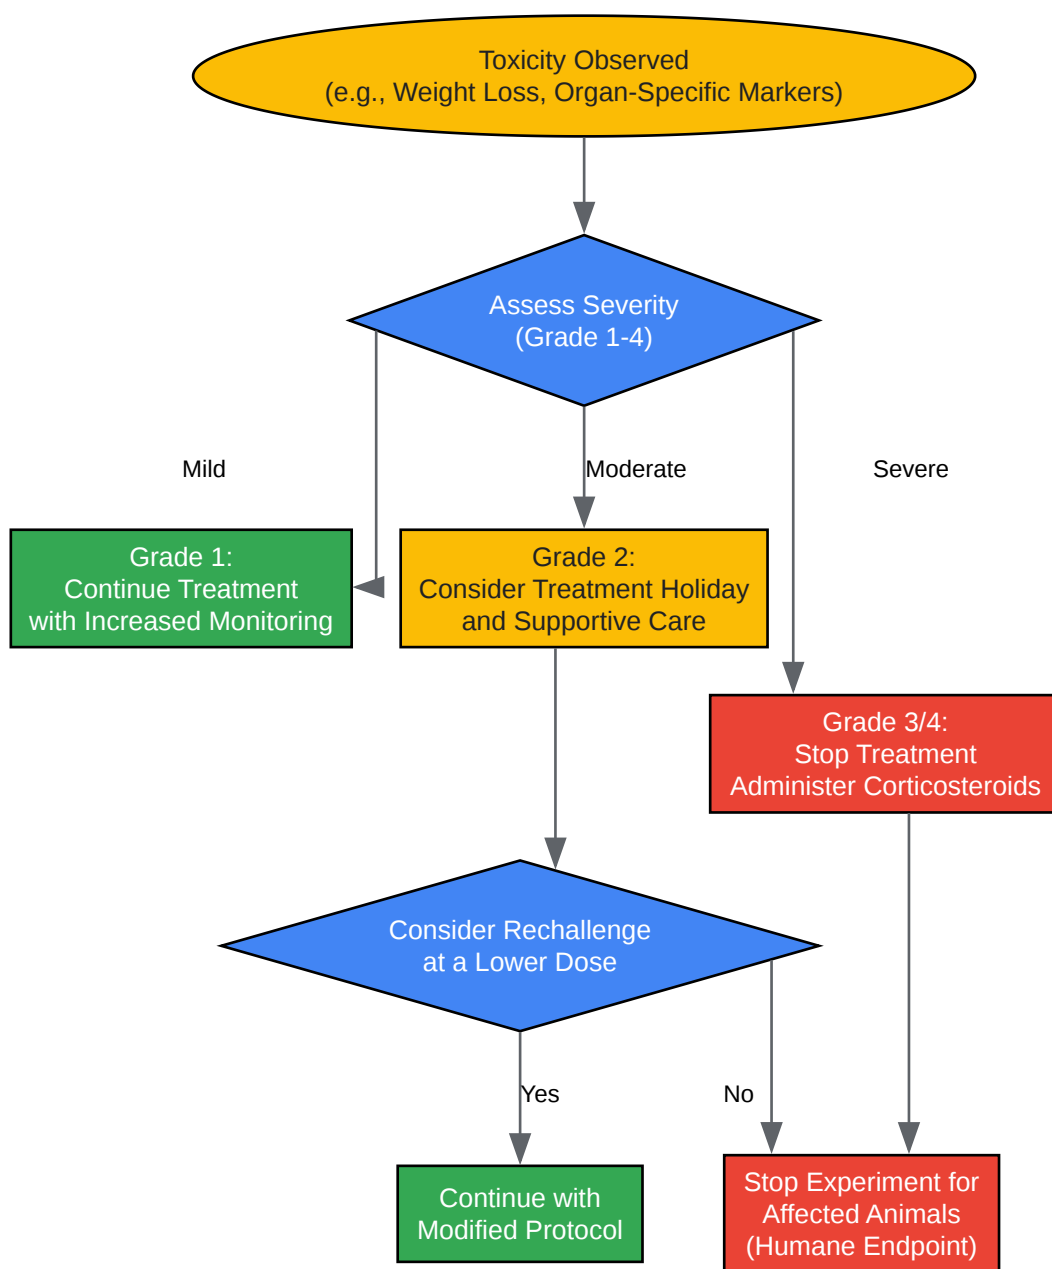 Toxicity Observed
(e.g., Weight Loss, Organ-Specific Markers)
Assess Severity
(Grade 1-4)
Mild
Moderate
Severe
Grade 1:
Continue Treatment
with Increased Monitoring
Grade 2:
Consider Treatment Holiday
and Supportive Care
Grade 3/4:
Stop Treatment
Administer Corticosteroids
Consider Rechallenge
at a Lower Dose
Yes
No
Continue with
Modified Protocol
Stop Experiment for
Affected Animals
(Humane Endpoint)